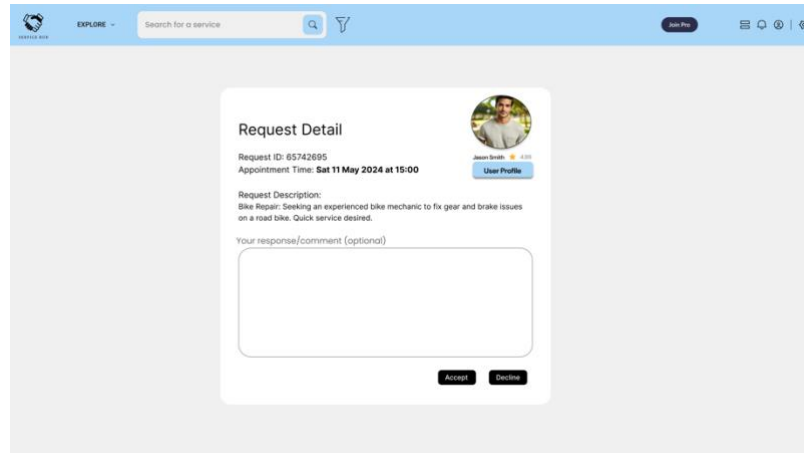 EXPLORE
Search for a service
Join Pro
SERVICE BOX
Request Detail
Request ID: 65742695
Jason Smith
Appointment Time: Sat 11 May 2024 at 15:00
User Profile
Request Description:
Bike Repair: Seeking an experienced bike mechanic to fix gear and brake issues
on a road bike. Quick service desired.
Your response/comment (optional)
Accept
Decline